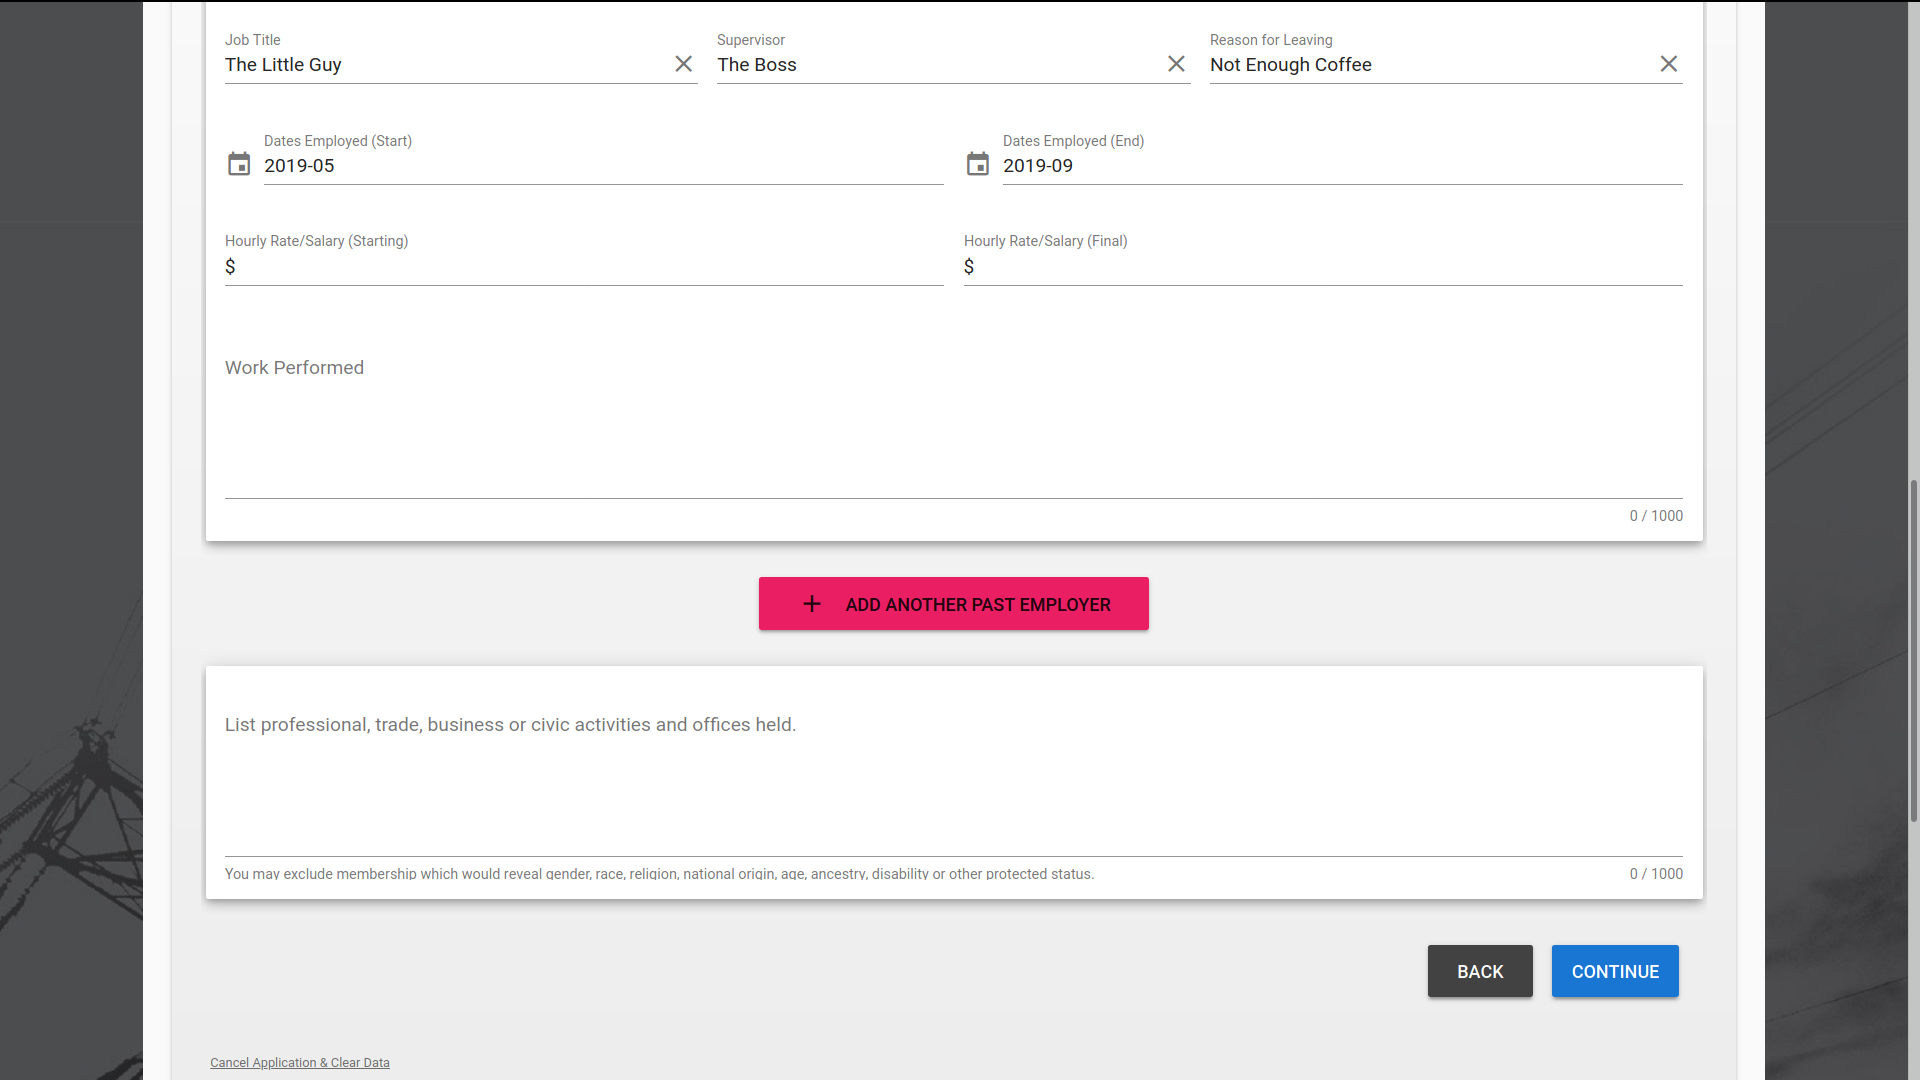 Job Title
Supervisor
Reason for Leaving
The Little Guy
The Boss
Not Enough Coffee
Dates Employed (Start)
Dates Employed (End)
2019-05
2019-09
Hourly Rate/Salary (Starting)
Hourly Rate/Salary (Final)
$
$
Work Performed
0 / 1000
ADD ANOTHER PAST EMPLOYER
List professional, trade, business or civic activities and offices held.
You may exclude membership which would reveal gender, race, religion, national origin, age, ancestry, disability or other protected status.
0 / 1000
BACK
CONTINUE
Cancel Application & Clear Data